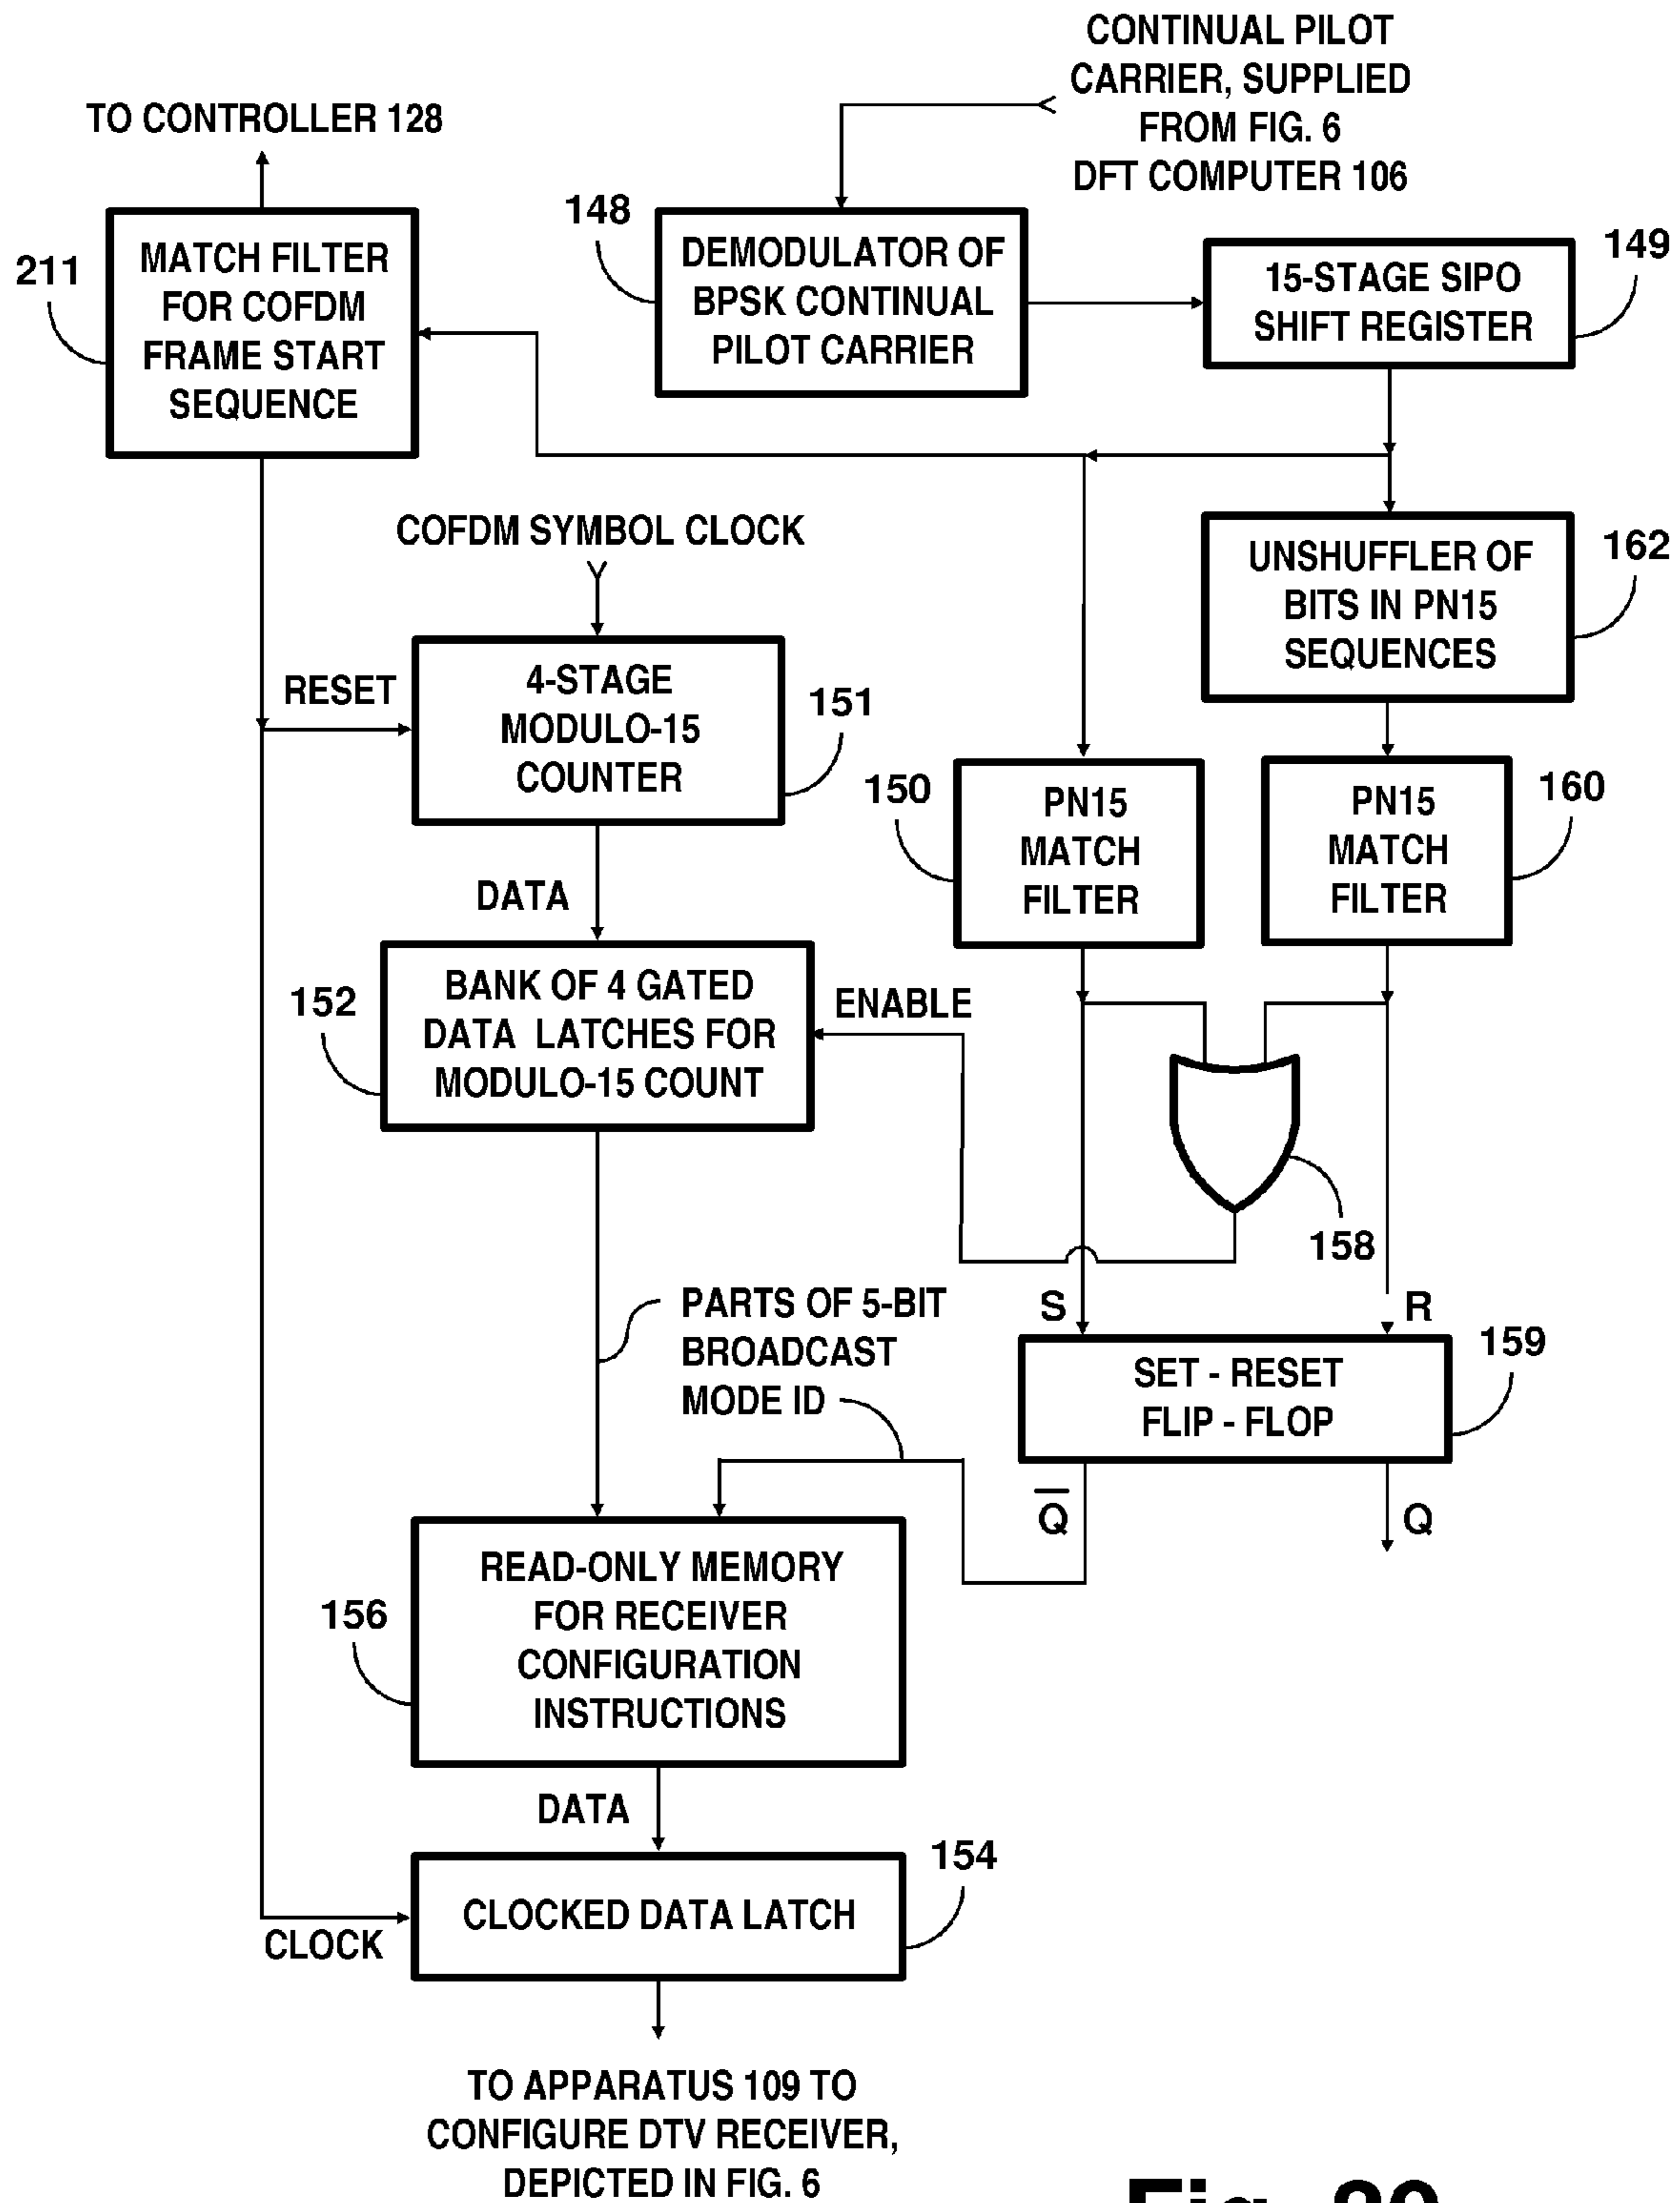 CONTINUAL PILOT
CARRIER, SUPPLIED
FROM FIG. 6
DFT COMPUTER 106
TO CONTROLLER 128
211
MATCH FILTER
FOR COFDM
FRAME START
SEQUENCE
148
DEMODULATOR OF
BPSK CONTINUAL
PILOT CARRIER
149
15-STAGE SIPO
SHIFT REGISTER
COFDM SYMBOL CLOCK
162
UNSHUFFLER OF
BITS IN PN15
SEQUENCES
RESET
4-STAGE
MODULO-15
COUNTER
151
150
PN15
MATCH
FILTER
160
PN15
MATCH
FILTER
DATA
152
BANK OF 4 GATED
DATA LATCHES FOR
MODULO-15 COUNT
ENABLE
158
PARTS OF 5-BIT
BROADCAST
MODE ID
S
R
159
SET - RESET
FLIP - FLOP
Q
Q
156
READ-ONLY MEMORY
FOR RECEIVER
CONFIGURATION
INSTRUCTIONS
DATA
154
CLOCKED DATA LATCH
CLOCK
TO APPARATUS 109 TO
CONFIGURE DTV RECEIVER,
DEPICTED IN FIG. 6